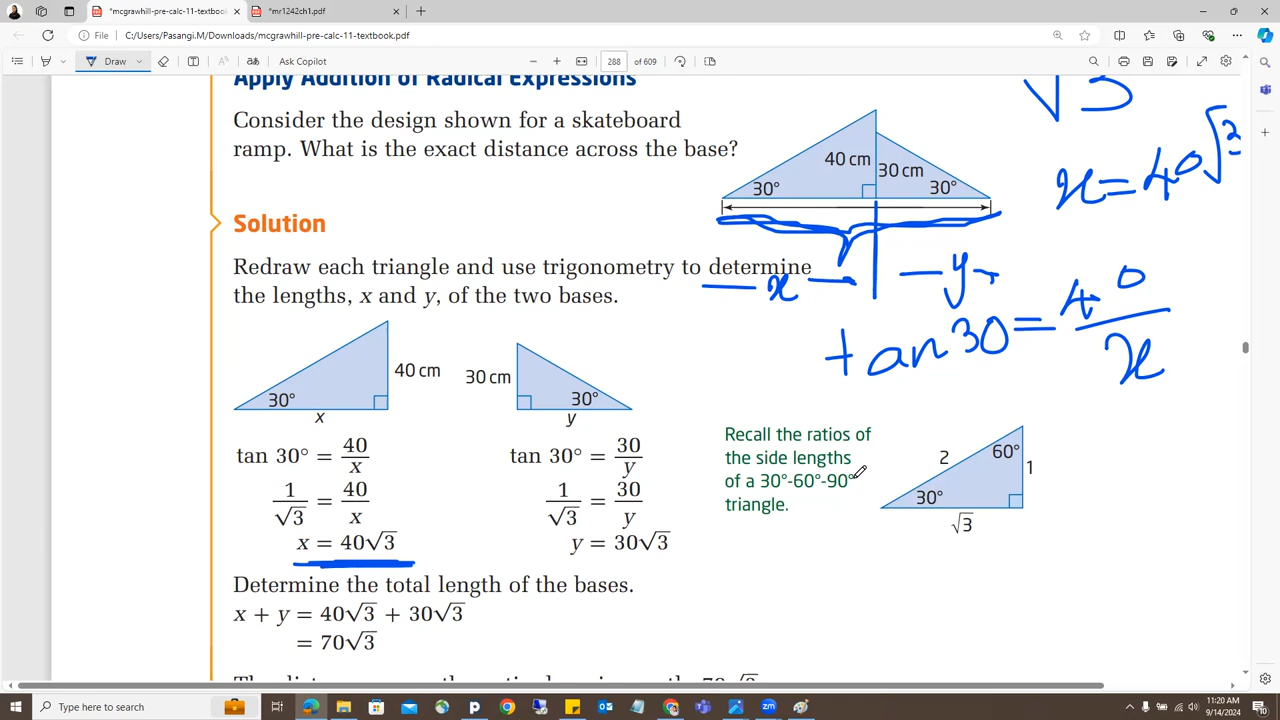 *mcgrawhill-pre-calc-11-textbook
*mr1242ch1.pdf
File
C:/Users/Pasangi.M/Downloads/mcgrawhill-pre-calc-11-textbook.pdf
Draw
Ask Copilot
288 of 609
Apply Addition of Radical Expressions
Consider the design shown for a skateboard
ramp. What is the exact distance across the base?
40 cm
30 cm
30°
30°
√3
x = 40√3
Solution
Redraw each triangle and use trigonometry to determine
the lengths, x and y, of the two bases.
x
y
tan 30 = 40/x
40 cm
30°
x
30 cm
30°
y
tan 30° = 40/x
1/√3 = 40/x
x = 40√3
tan 30° = 30/y
1/√3 = 30/y
y = 30√3
Recall the ratios of
the side lengths
of a 30°-60°-90°
triangle.
2
60°
1
30°
√3
Determine the total length of the bases.
x + y = 40√3 + 30√3
= 70√3
Type here to search
11:20 AM
9/14/2024